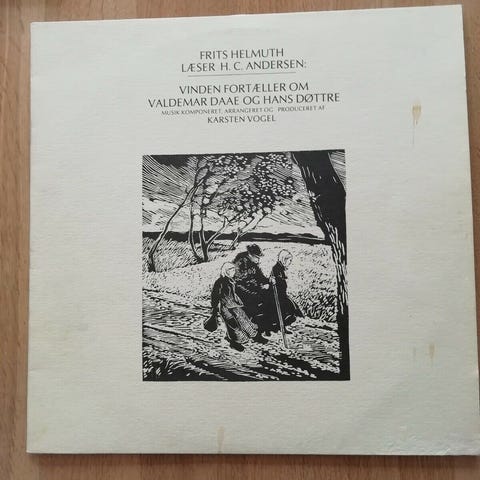 FRITS HELMUTH
LÆSER H. C. ANDERSEN:
VINDEN FORTÆLLER OM
VALDEMAR DAAE OG HANS DØTTRE
MUSIK KOMPONERET, ARRANGERET OG PRODUCERET AF
KARSTEN VOGEL